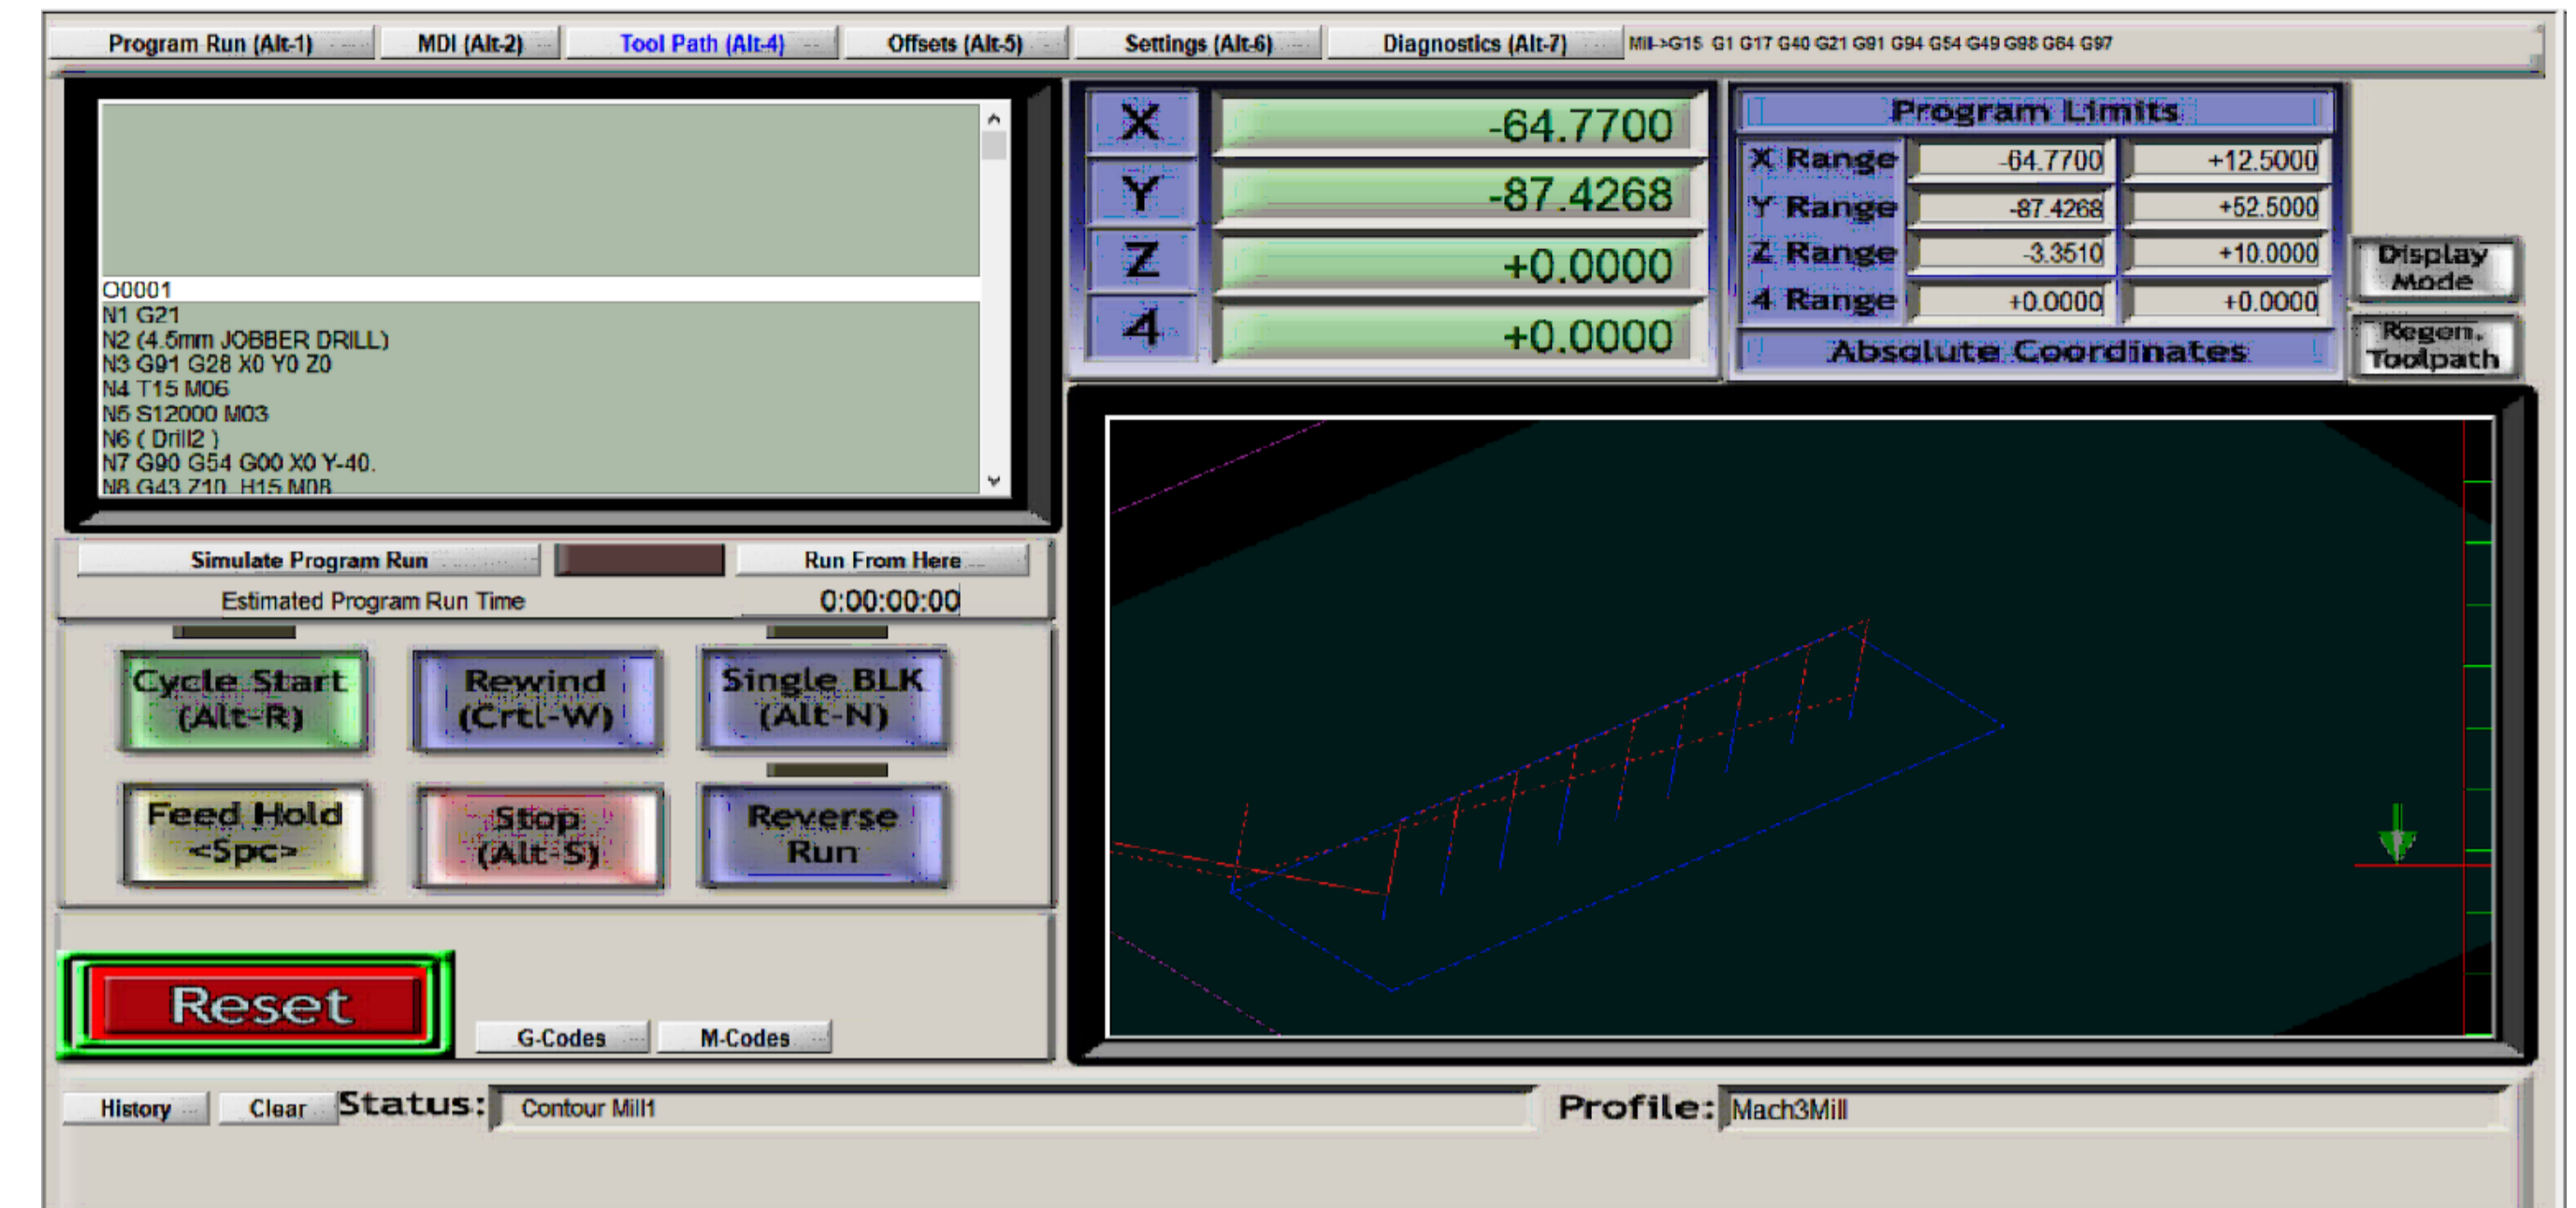 Program Run (Alt-1) MDI (Alt-2) Tool Path (Alt-4) Offsets (Alt-5) Settings (Alt-6) Diagnostics (Alt-7) Mill->G15 G1 G17 G40 G21 G91 G94 G54 G49 G98 G64 G97
O0001
N1 G21
N2 (4.5mm JOBBER DRILL)
N3 G91 G28 X0 Y0 Z0
N4 T15 M06
N5 S12000 M03
N6 ( Drill2 )
N7 G90 G54 G00 X0 Y-40.
N8 G43 Z10. H15 M08
X -64.7700
Y -87.4268
Z +0.0000
4 +0.0000
Program Limits
X Range -64.7700 +12.5000
Y Range -87.4268 +52.5000
Z Range -3.3510 +10.0000
4 Range +0.0000 +0.0000
Absolute Coordinates
Display
Mode
Regen.
Toolpath
Simulate Program Run Run From Here
Estimated Program Run Time 0:00:00:00
Cycle Start
(Alt-R)
Rewind
(Crtl-W)
Single BLK
(Alt-N)
Feed Hold
<Spc>
Stop
(Alt-S)
Reverse
Run
Reset
G-Codes M-Codes
History Clear Status: Contour Mill1 Profile: Mach3Mill